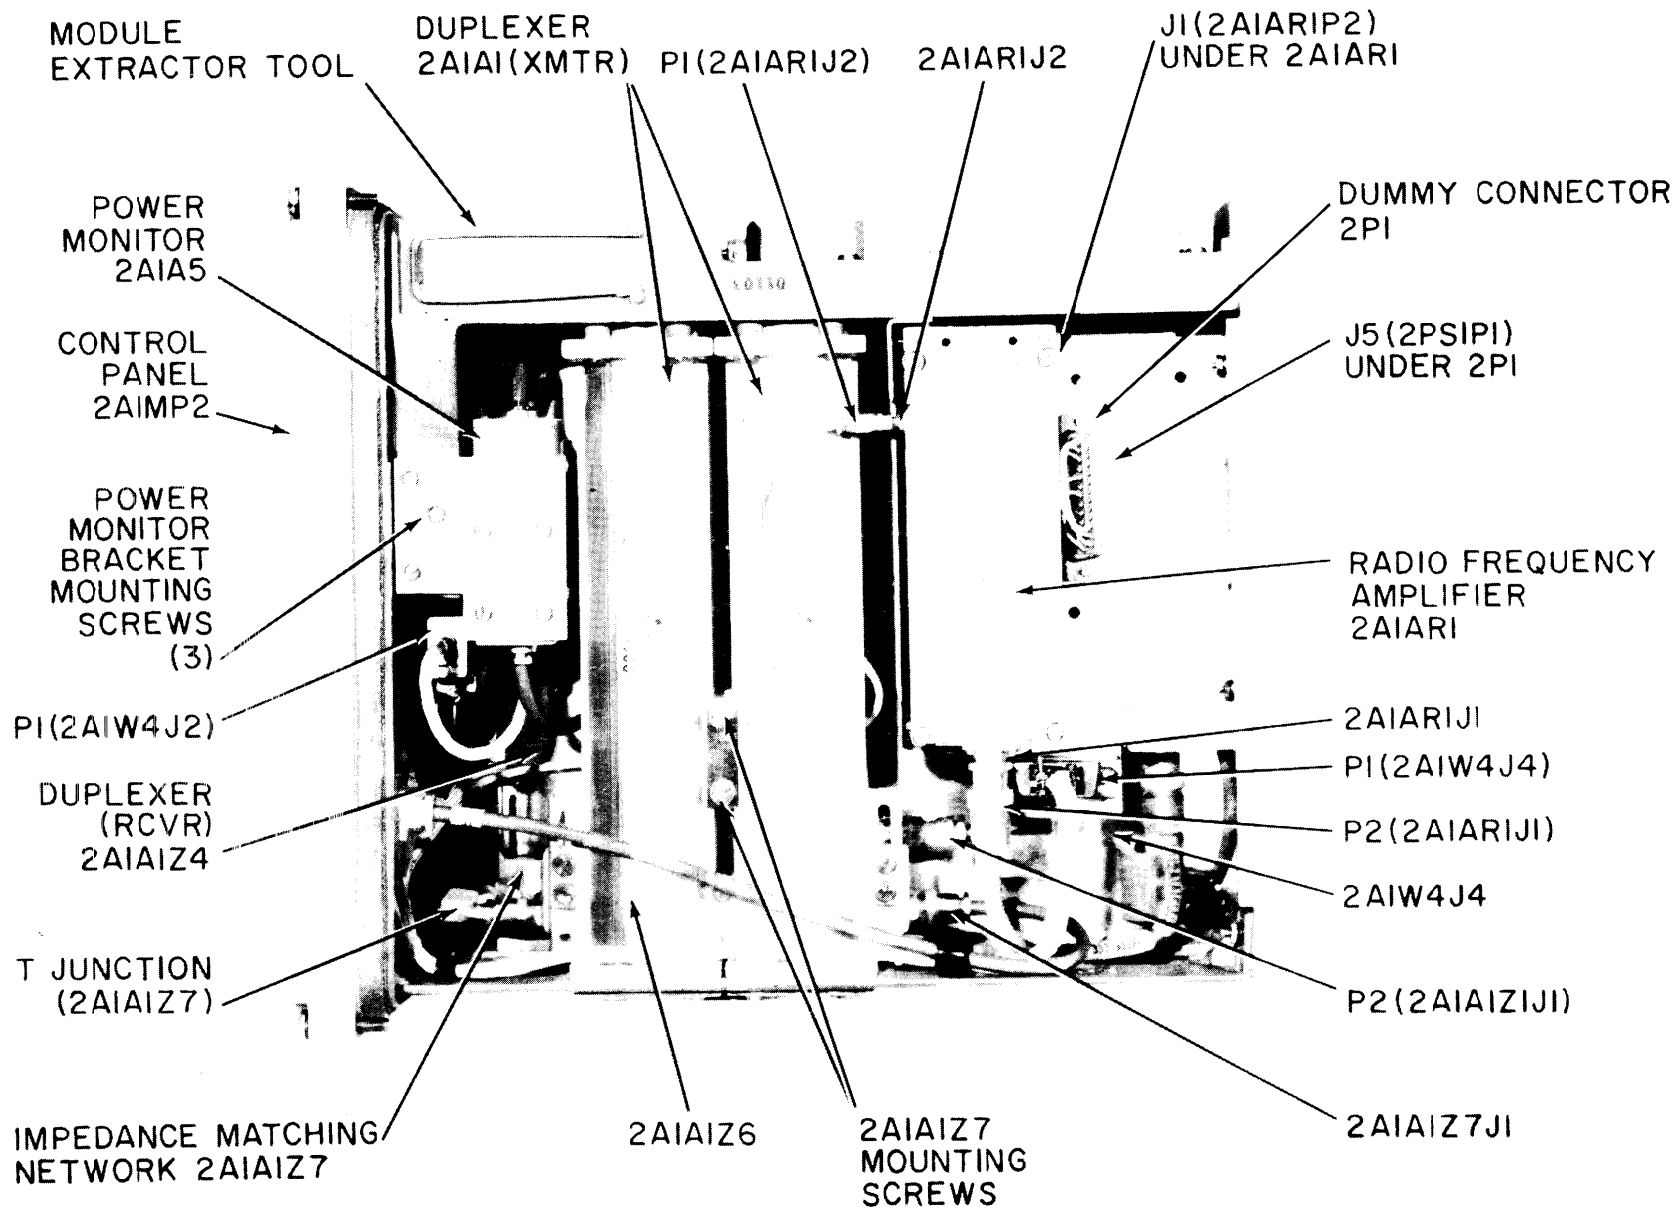 MODULE
EXTRACTOR TOOL
DUPLEXER
2A1A1(XMTR)
P1(2A1AR1J2)
2A1AR1J2
J1(2A1AR1P2)
UNDER 2A1AR1
POWER
MONITOR
2A1A5
DUMMY CONNECTOR
2P1
CONTROL
PANEL
2A1MP2
J5(2PS1P1)
UNDER 2P1
POWER
MONITOR
BRACKET
MOUNTING
SCREWS
(3)
RADIO FREQUENCY
AMPLIFIER
2A1AR1
P1(2A1W4J2)
2A1AR1J1
P1(2A1W4J4)
DUPLEXER
(RCVR)
2A1A1Z4
P2(2A1AR1J1)
2A1W4J4
T JUNCTION
(2A1A1Z7)
P2(2A1A1Z1J1)
IMPEDANCE MATCHING
NETWORK 2A1A1Z7
2A1A1Z6
2A1A1Z7
MOUNTING
SCREWS
2A1A1Z7J1